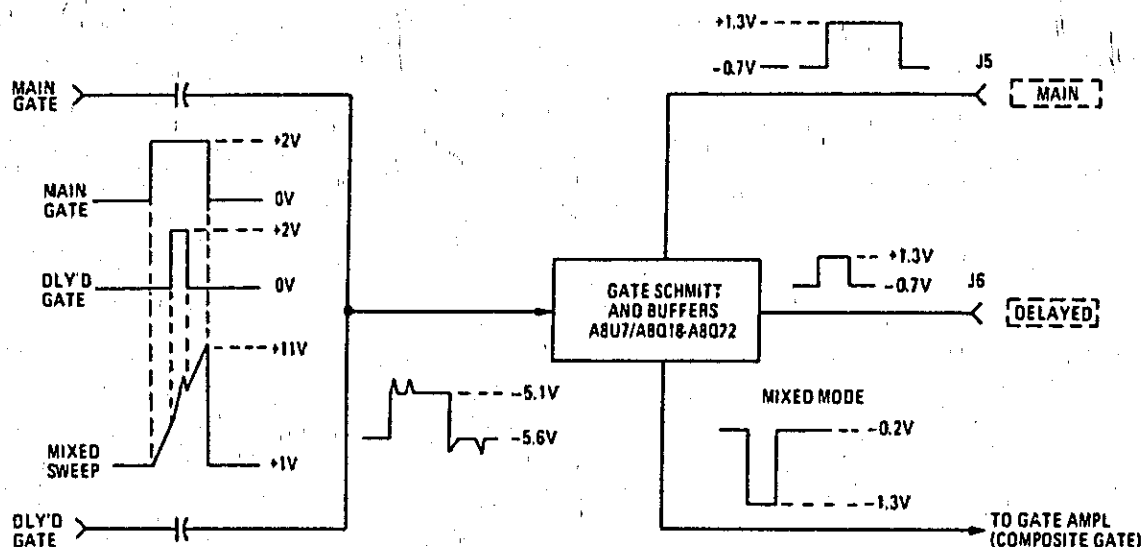 MAIN
GATE
+2V
MAIN
GATE
0V
+2V
DLY'D
GATE
0V
+11V
MIXED
SWEEP
+1V
DLY'D
GATE
-5.1V
-5.6V
GATE SCHMITT
AND BUFFERS
A8U7/A8Q18-A8Q22
+1.3V
-0.7V
J5
MAIN
+1.3V
-0.7V
J6
DELAYED
MIXED MODE
-0.2V
-1.3V
TO GATE AMPL
(COMPOSITE GATE)